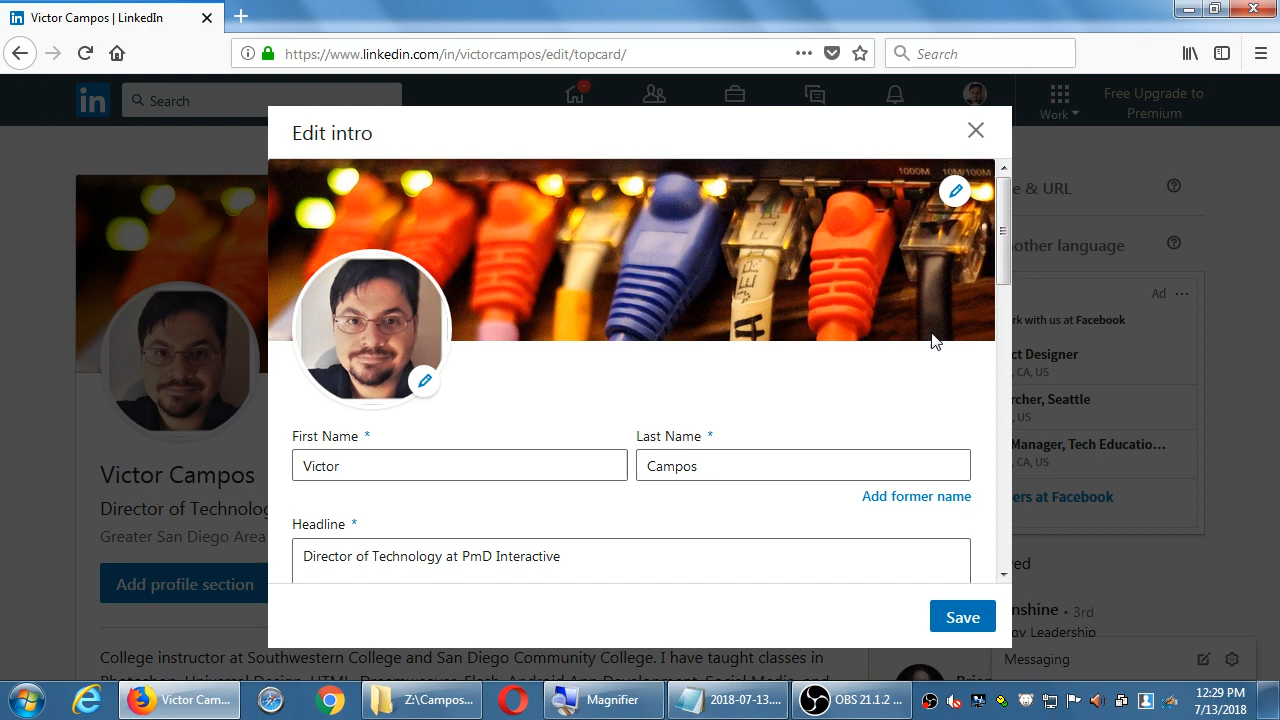 Victor Campos | LinkedIn
https://www.linkedin.com/in/victorcampos/edit/topcard/
Search
in
Search
Work
Free Upgrade to
Premium
Edit intro
1000M 10M/100M
e & URL
other language
Ad
rk with us at Facebook
ct Designer
, CA, US
rcher, Seattle
, US
Manager, Tech Educatio...
, CA, US
ers at Facebook
First Name *
Last Name *
Victor
Campos
Add former name
Headline *
Director of Technology at PmD Interactive
Save
Victor Campos
Director of Technolog
Greater San Diego Area
Add profile section
College instructor at Southwestern College and San Diego Community College. I have taught classes in
nshine • 3rd
gy Leadership
Messaging
Victor Cam...
Z:\Campos...
Magnifier
2018-07-13....
OBS 21.1.2 ...
12:29 PM
7/13/2018